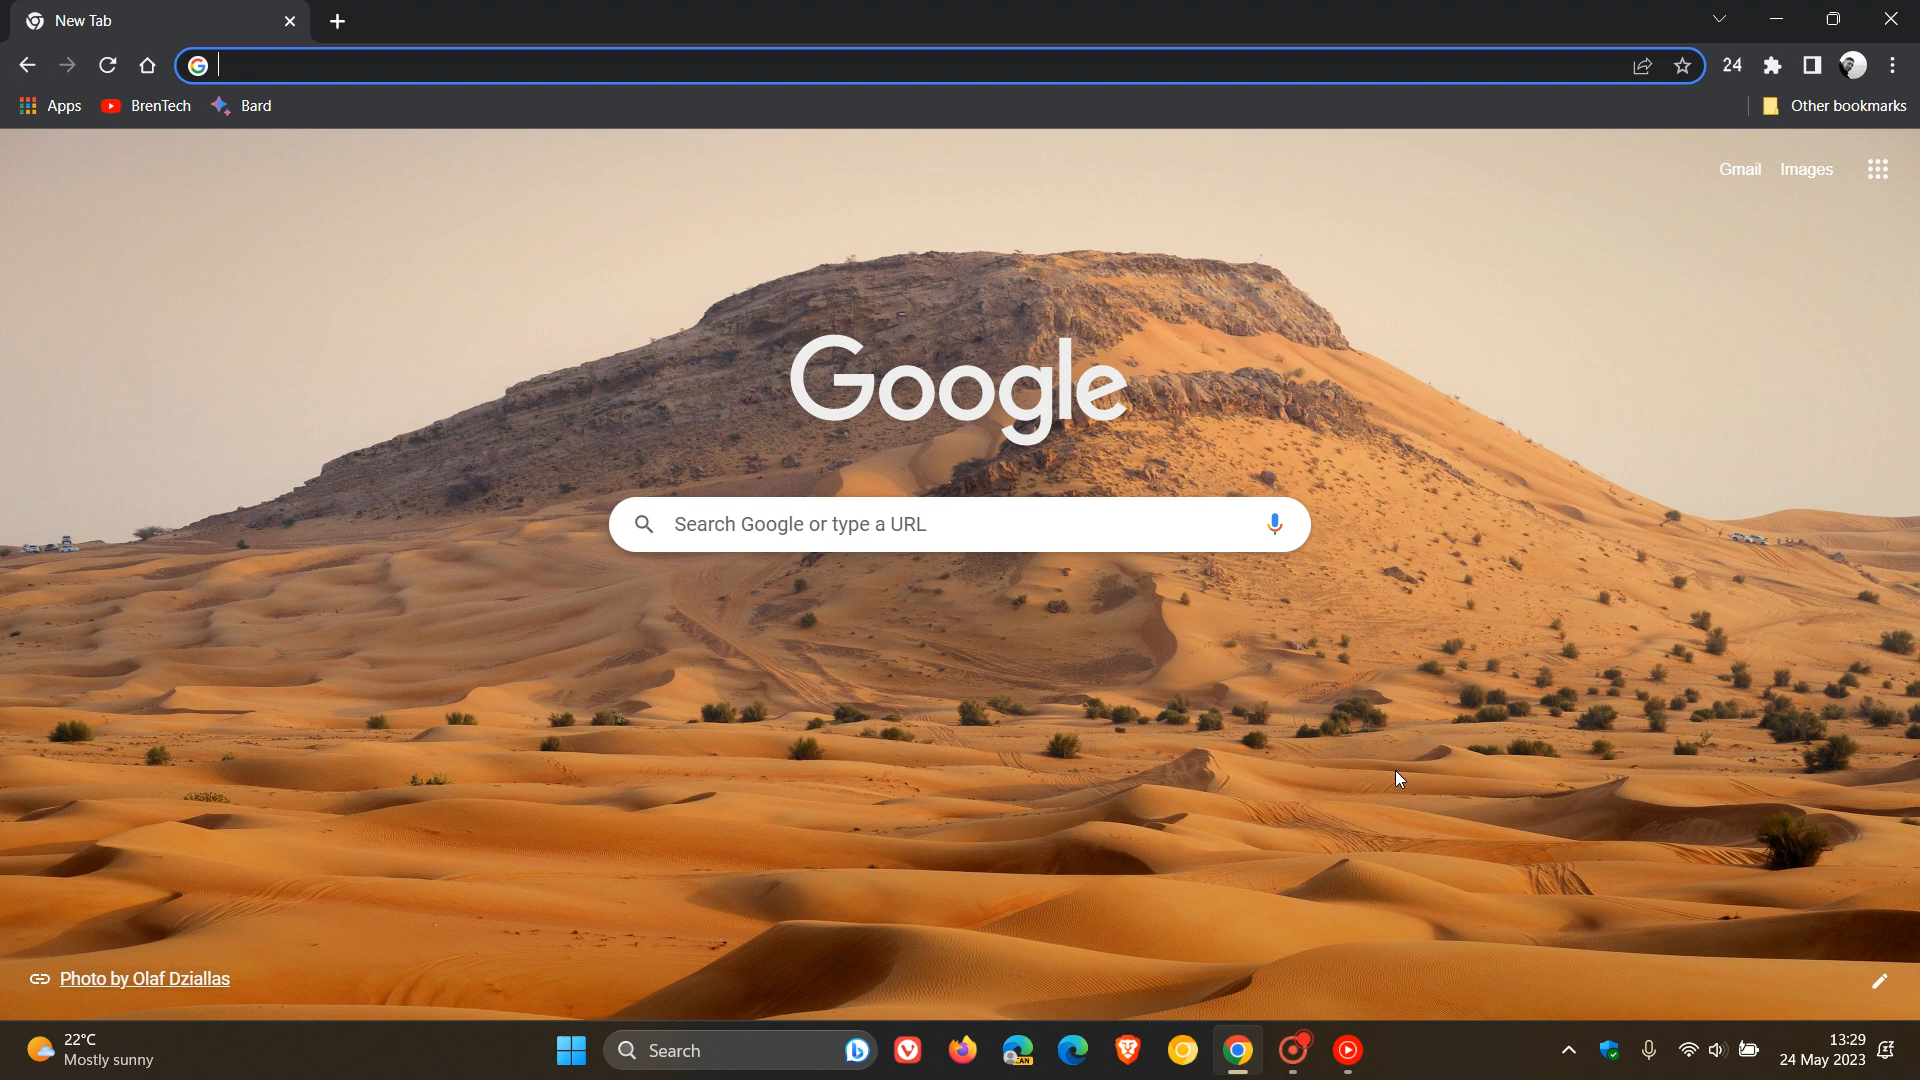 New Tab
24
Apps
BrenTech
Bard
Other bookmarks
Gmail
Images
Google
Search Google or type a URL
Photo by Olaf Dziallas
22°C
Mostly sunny
Search
CAN
13:29
24 May 2023